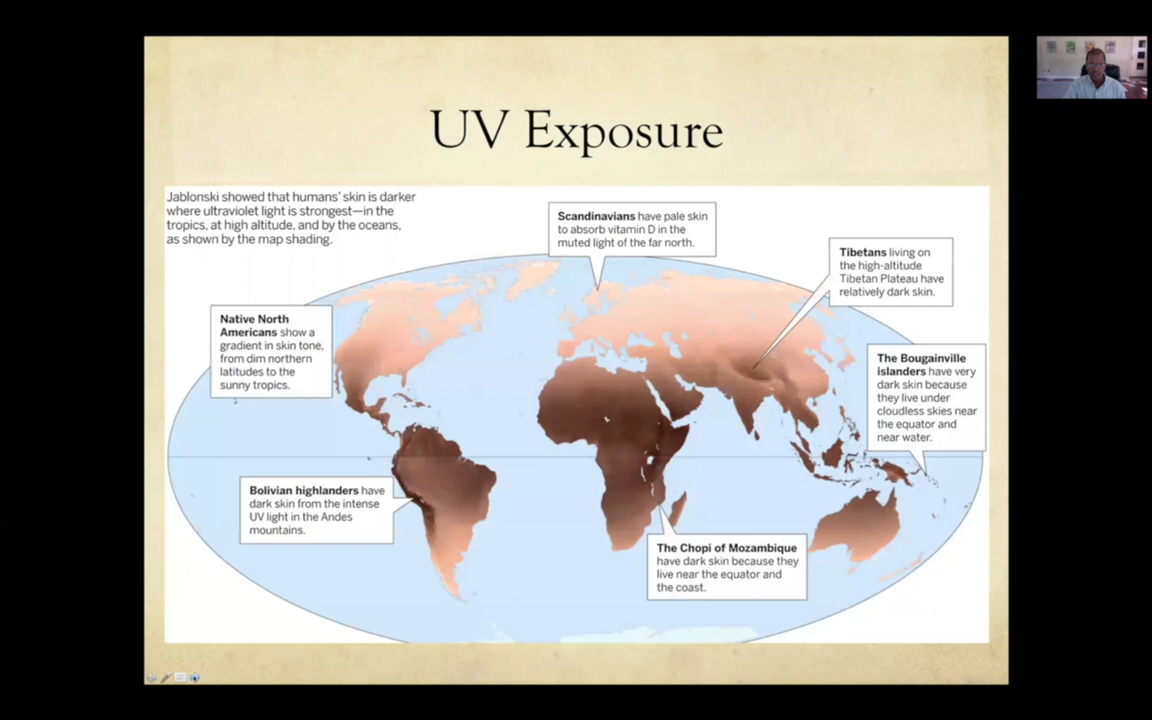 UV Exposure
Jablonski showed that humans' skin is darker
where ultraviolet light is strongest—in the
tropics, at high altitude, and by the oceans,
as shown by the map shading.
Scandinavians have pale skin
to absorb vitamin D in the
muted light of the far north.
Tibetans living on
the high-altitude
Tibetan Plateau have
relatively dark skin.
Native North
Americans show a
gradient in skin tone,
from dim northern
latitudes to the
sunny tropics.
The Bougainville
islanders have very
dark skin because
they live under
cloudless skies near
the equator and
near water.
Bolivian highlanders have
dark skin from the intense
UV light in the Andes
mountains.
The Chopi of Mozambique
have dark skin because they
live near the equator and
the coast.